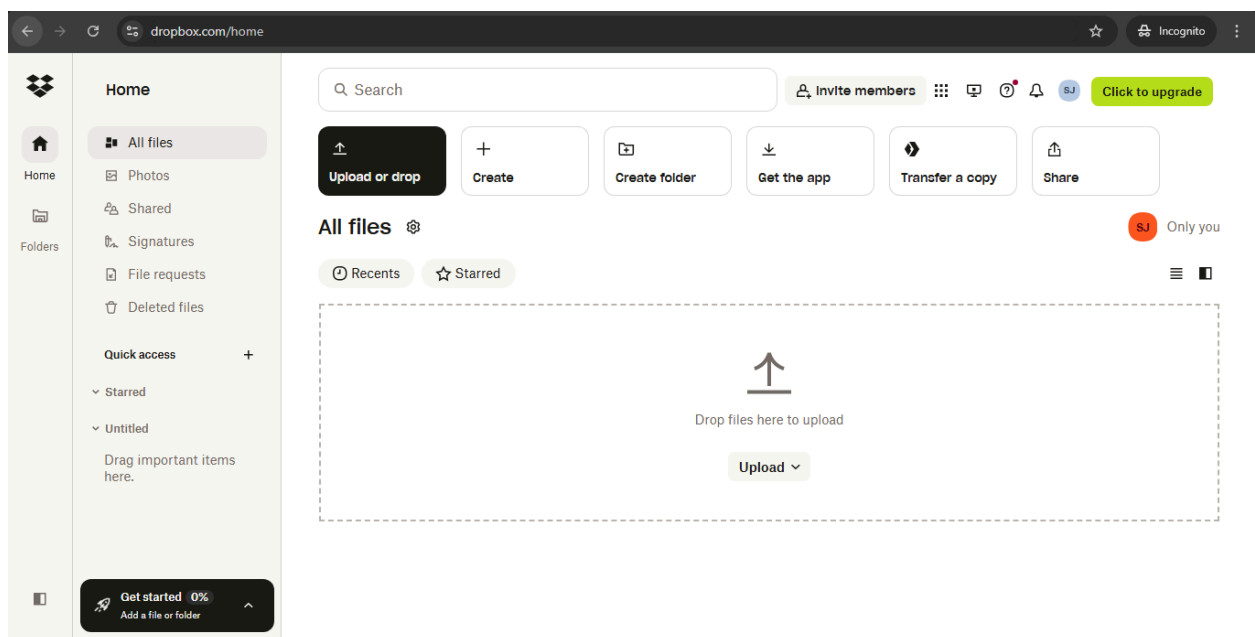 dropbox.com/home
Incognito
Home
Folders
Home
All files
Photos
Shared
Signatures
File requests
Deleted files
Quick access
Starred
Untitled
Drag important items
here.
Get started 0%
Add a file or folder
Search
Invite members
SJ
Click to upgrade
Upload or drop
Create
Create folder
Get the app
Transfer a copy
Share
All files
SJ Only you
Recents
Starred
Drop files here to upload
Upload